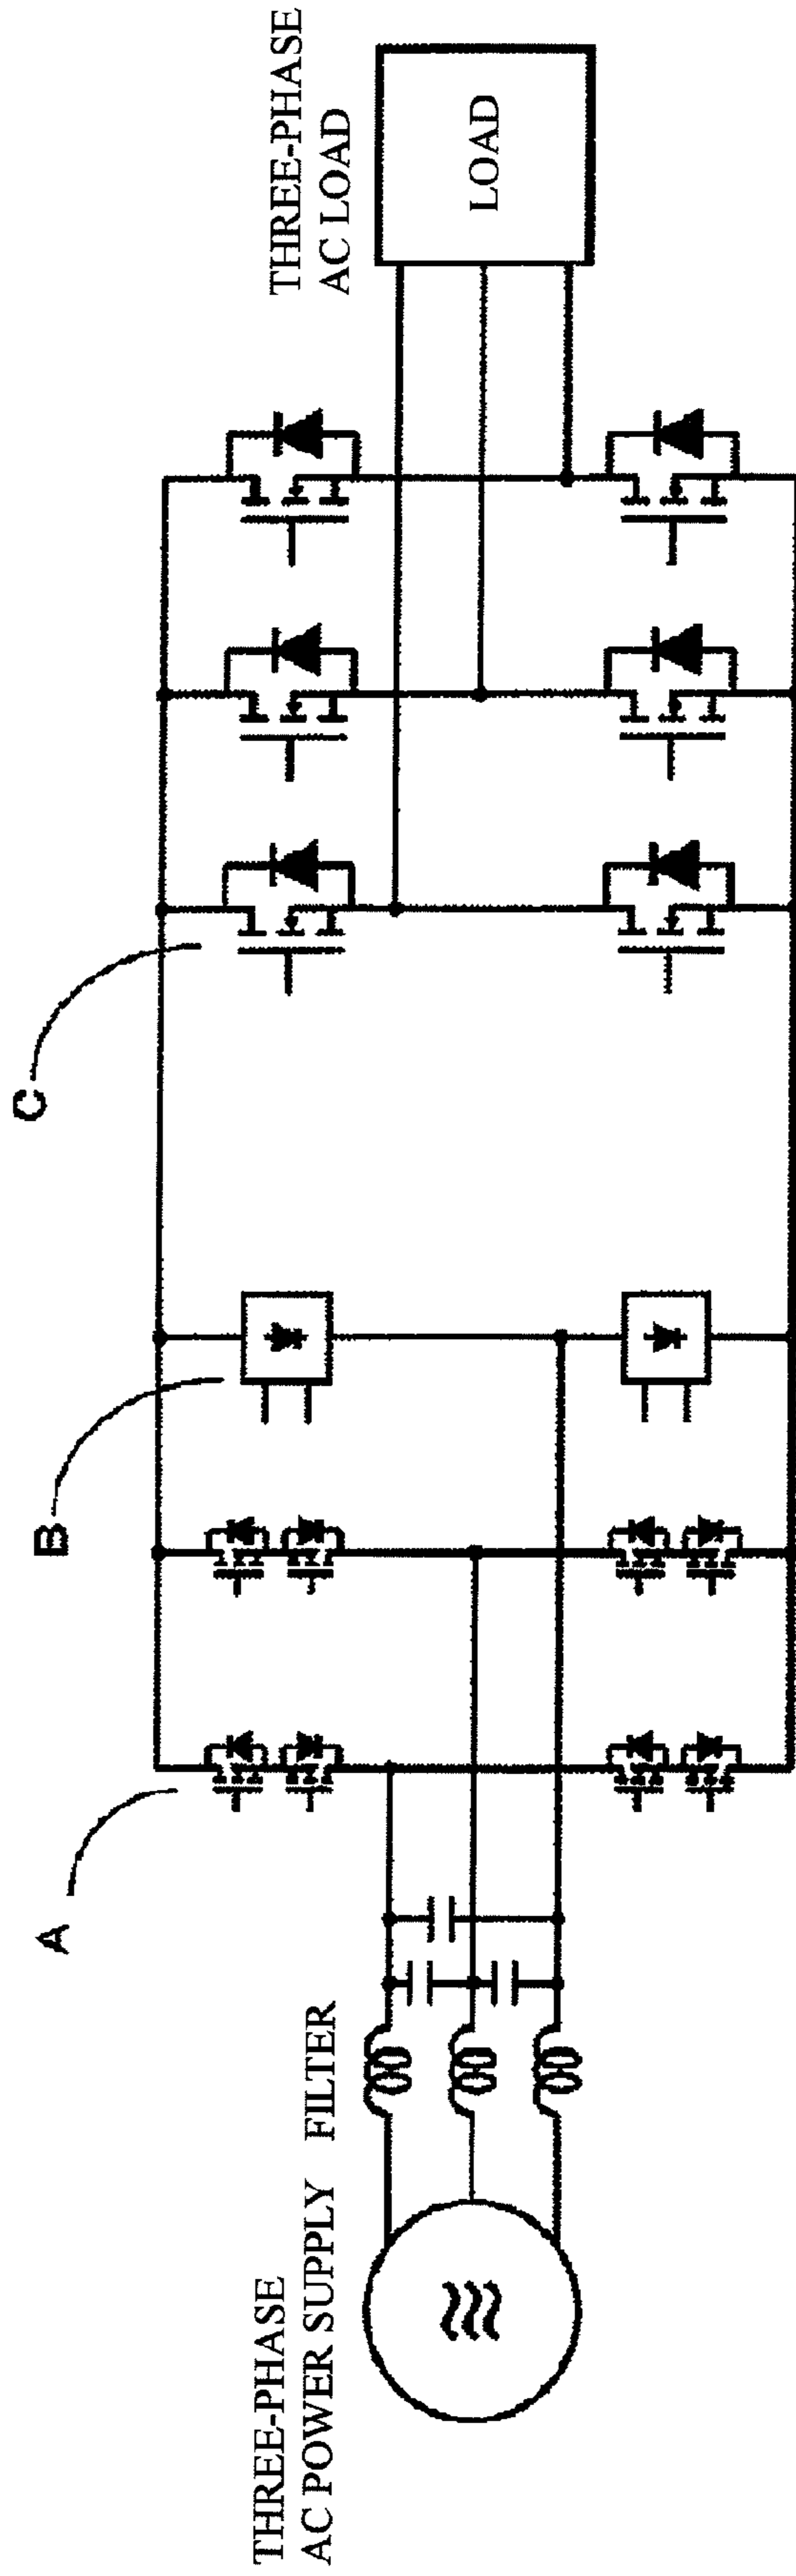 THREE-PHASE
AC POWER SUPPLY
FILTER
A
B
C
THREE-PHASE
AC LOAD
LOAD